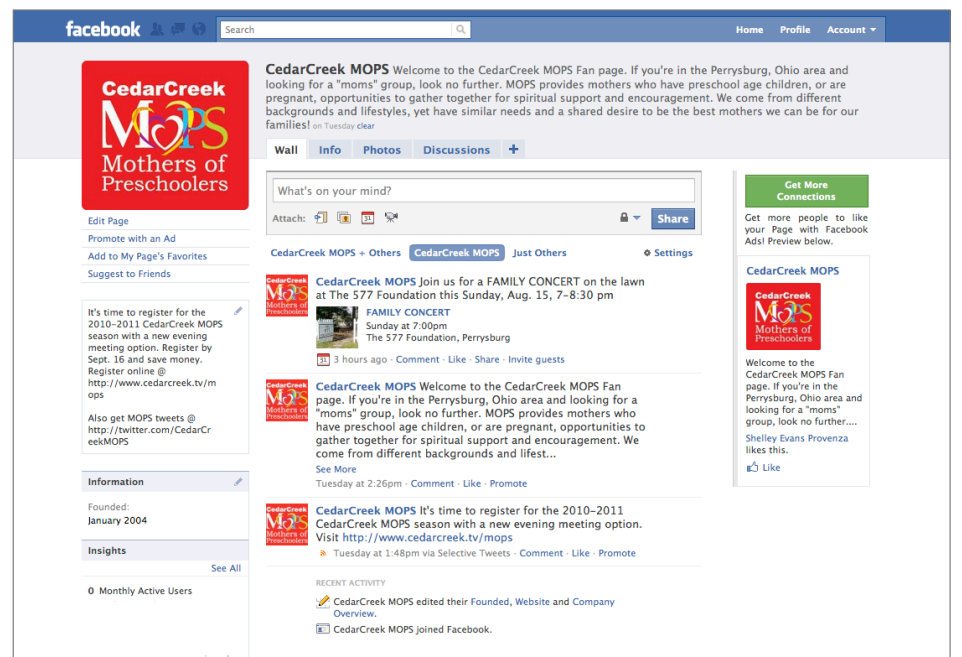 facebook
Search
Home Profile Account
CedarCreek
MOPS
Mothers of
Preschoolers
CedarCreek MOPS Welcome to the CedarCreek MOPS Fan page. If you're in the Perrysburg, Ohio area and
looking for a "moms" group, look no further. MOPS provides mothers who have preschool age children, or are
pregnant, opportunities to gather together for spiritual support and encouragement. We come from different
backgrounds and lifestyles, yet have similar needs and a shared desire to be the best mothers we can be for our
families! on Tuesday clear
Wall Info Photos Discussions +
Edit Page
Promote with an Ad
Add to My Page's Favorites
Suggest to Friends
It's time to register for the
2010-2011 CedarCreek MOPS
season with a new evening
meeting option. Register by
Sept. 16 and save money.
Register online @
http://www.cedarcreek.tv/m
ops
Also get MOPS tweets @
http://twitter.com/CedarCr
eekMOPS
Information
Founded:
January 2004
Insights
See All
0 Monthly Active Users
What's on your mind?
Attach: 31
Share
CedarCreek MOPS + Others CedarCreek MOPS Just Others Settings
CedarCreek
MOPS
Mothers of
Preschoolers
CedarCreek MOPS Join us for a FAMILY CONCERT on the lawn
at The 577 Foundation this Sunday, Aug. 15, 7-8:30 pm
FAMILY CONCERT
Sunday at 7:00pm
The 577 Foundation, Perrysburg
31 3 hours ago · Comment · Like · Share · Invite guests
CedarCreek
MOPS
Mothers of
Preschoolers
CedarCreek MOPS Welcome to the CedarCreek MOPS Fan
page. If you're in the Perrysburg, Ohio area and looking for a
"moms" group, look no further. MOPS provides mothers who
have preschool age children, or are pregnant, opportunities to
gather together for spiritual support and encouragement. We
come from different backgrounds and lifest...
See More
Tuesday at 2:26pm · Comment · Like · Promote
CedarCreek
MOPS
Mothers of
Preschoolers
CedarCreek MOPS It's time to register for the 2010-2011
CedarCreek MOPS season with a new evening meeting option.
Visit http://www.cedarcreek.tv/mops
Tuesday at 1:48pm via Selective Tweets · Comment · Like · Promote
RECENT ACTIVITY
CedarCreek MOPS edited their Founded, Website and Company
Overview.
CedarCreek MOPS joined Facebook.
Get More
Connections
Get more people to like
your Page with Facebook
Ads! Preview below.
CedarCreek MOPS
CedarCreek
MOPS
Mothers of
Preschoolers
Welcome to the
CedarCreek MOPS Fan
page. If you're in the
Perrysburg, Ohio area and
looking for a "moms"
group, look no further....
Shelley Evans Provenza
likes this.
Like